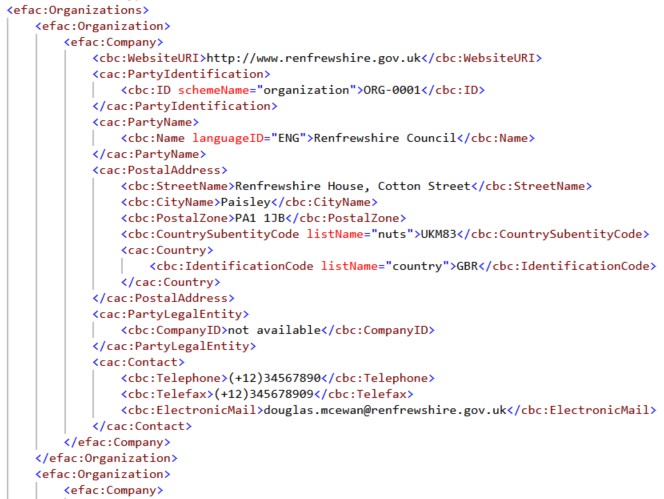 <efac:Organizations>
<efac:Organization>
<efac:Company>
<cbc:WebsiteURI>http://www.renfrewshire.gov.uk</cbc:WebsiteURI>
<cac:PartyIdentification>
<cbc:ID schemeName="organization">ORG-0001</cbc:ID>
</cac:PartyIdentification>
<cac:PartyName>
<cbc:Name languageID="ENG">Renfrewshire Council</cbc:Name>
</cac:PartyName>
<cac:PostalAddress>
<cbc:StreetName>Renfrewshire House, Cotton Street</cbc:StreetName>
<cbc:CityName>Paisley</cbc:CityName>
<cbc:PostalZone>PA1 1JB</cbc:PostalZone>
<cbc:CountrySubentityCode listName="nuts">UKM83</cbc:CountrySubentityCode>
<cac:Country>
<cbc:IdentificationCode listName="country">GBR</cbc:IdentificationCode>
</cac:Country>
</cac:PostalAddress>
<cac:PartyLegalEntity>
<cbc:CompanyID>not available</cbc:CompanyID>
</cac:PartyLegalEntity>
<cac:Contact>
<cbc:Telephone>(+12)34567890</cbc:Telephone>
<cbc:Telefax>(+12)345678909</cbc:Telefax>
<cbc:ElectronicMail>douglas.mcewan@renfrewshire.gov.uk</cbc:ElectronicMail>
</cac:Contact>
</efac:Company>
</efac:Organization>
<efac:Organization>
<efac:Company>